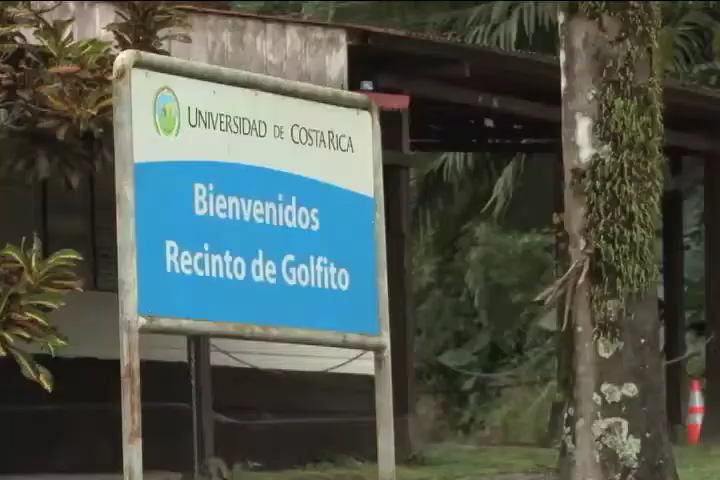 UNIVERSIDAD DE COSTA RICA
Bienvenidos
Recinto de Golfito